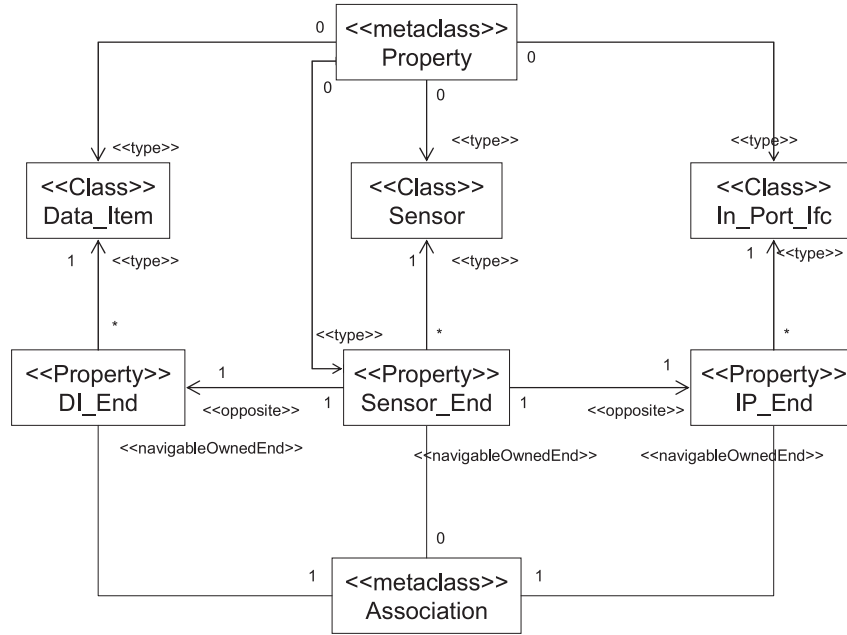 <<metaclass>>
Property
0
0
0
0
<<type>>
<<type>>
<<type>>
<<Class>>
Data_Item
<<Class>>
Sensor
<<Class>>
In_Port_Ifc
1
<<type>>
1
<<type>>
1
<<type>>
*
<<type>>
*
*
<<Property>>
DI_End
<<Property>>
Sensor_End
<<Property>>
IP_End
1
1
<<opposite>>
1
1
<<opposite>>
<<navigableOwnedEnd>>
<<navigableOwnedEnd>>
<<navigableOwnedEnd>>
0
1
1
<<metaclass>>
Association